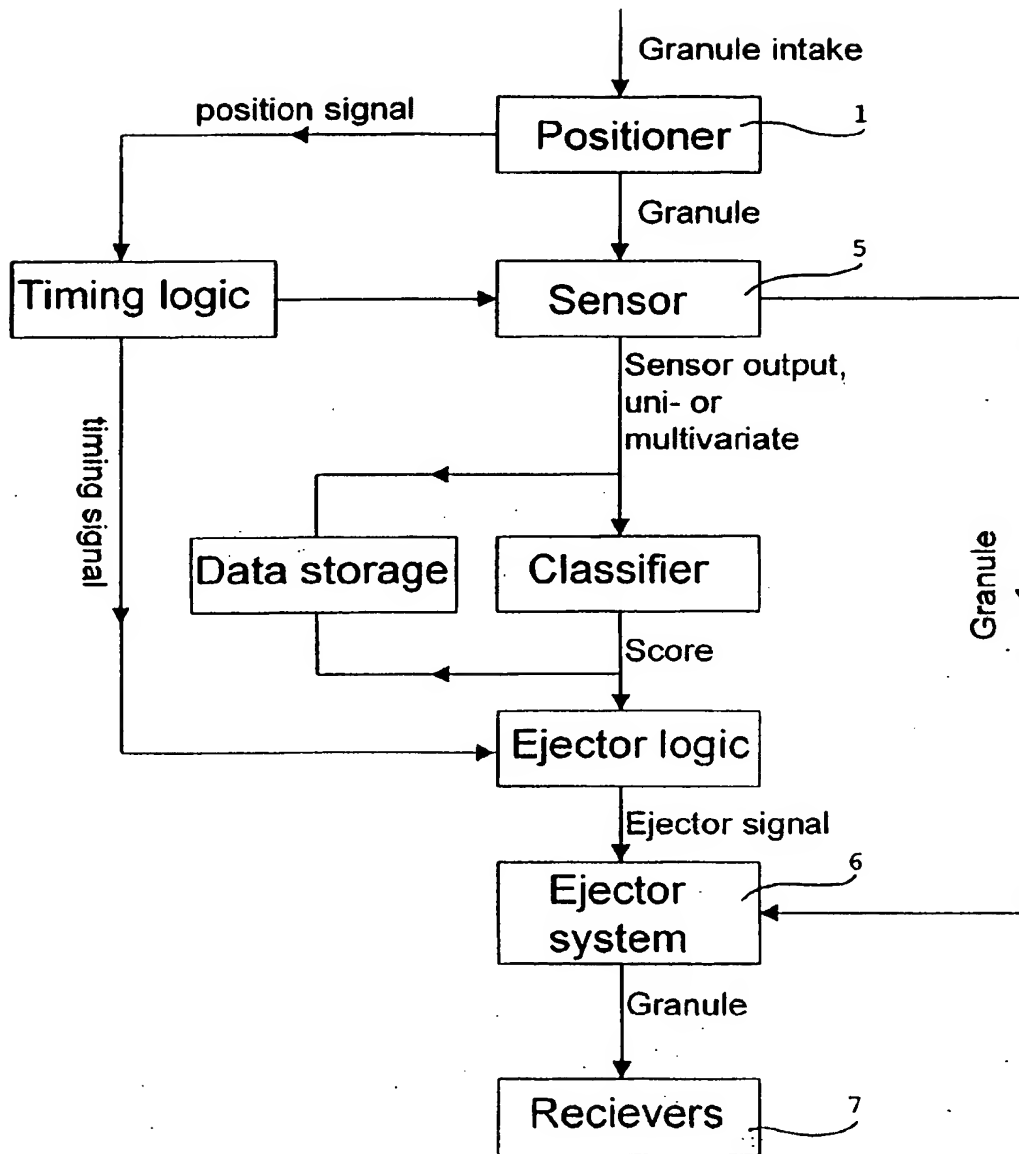 Granule intake
position signal
Positioner
1
Granule
5
Timing logic
Sensor
Sensor output,
uni- or
multivariate
timing signal
Data storage
Classifier
Granule
Score
Ejector logic
Ejector signal
6
Ejector
system
Granule
Recievers
7